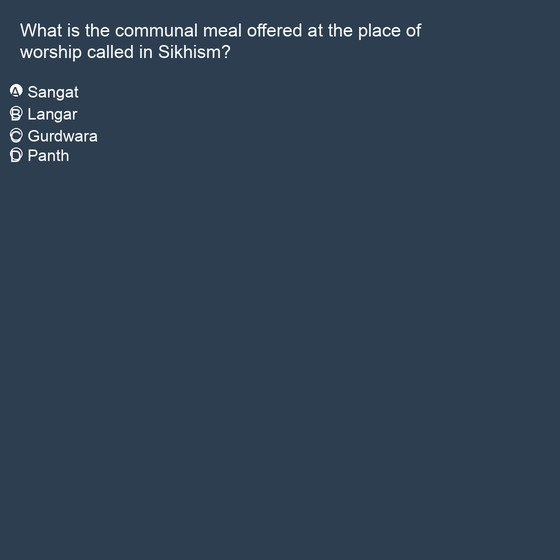 What is the communal meal offered at the place of
worship called in Sikhism?
A Sangat
B Langar
C Gurdwara
D Panth